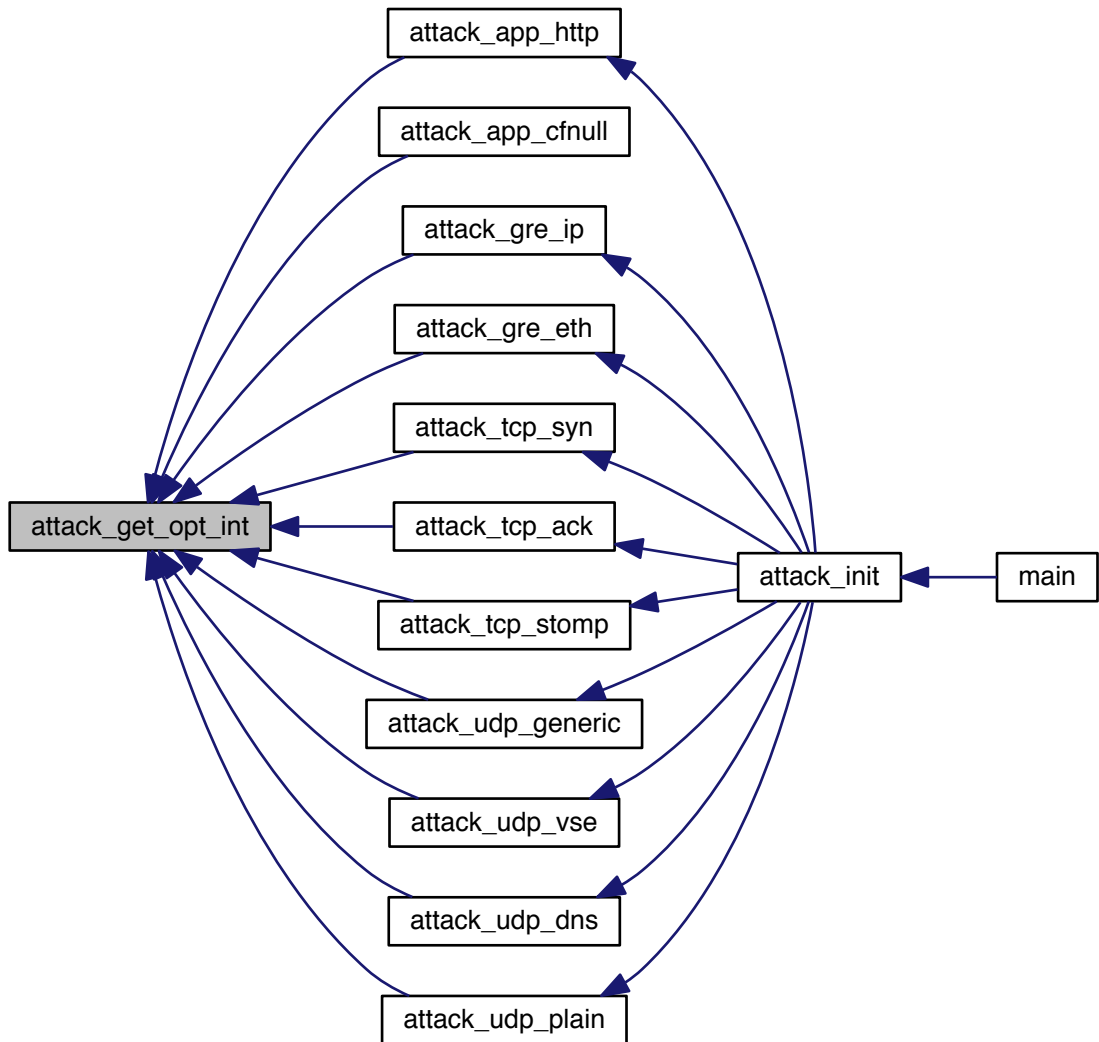 attack_app_http
attack_app_cfnull
attack_gre_ip
attack_gre_eth
attack_tcp_syn
attack_get_opt_int
attack_tcp_ack
attack_init
main
attack_tcp_stomp
attack_udp_generic
attack_udp_vse
attack_udp_dns
attack_udp_plain